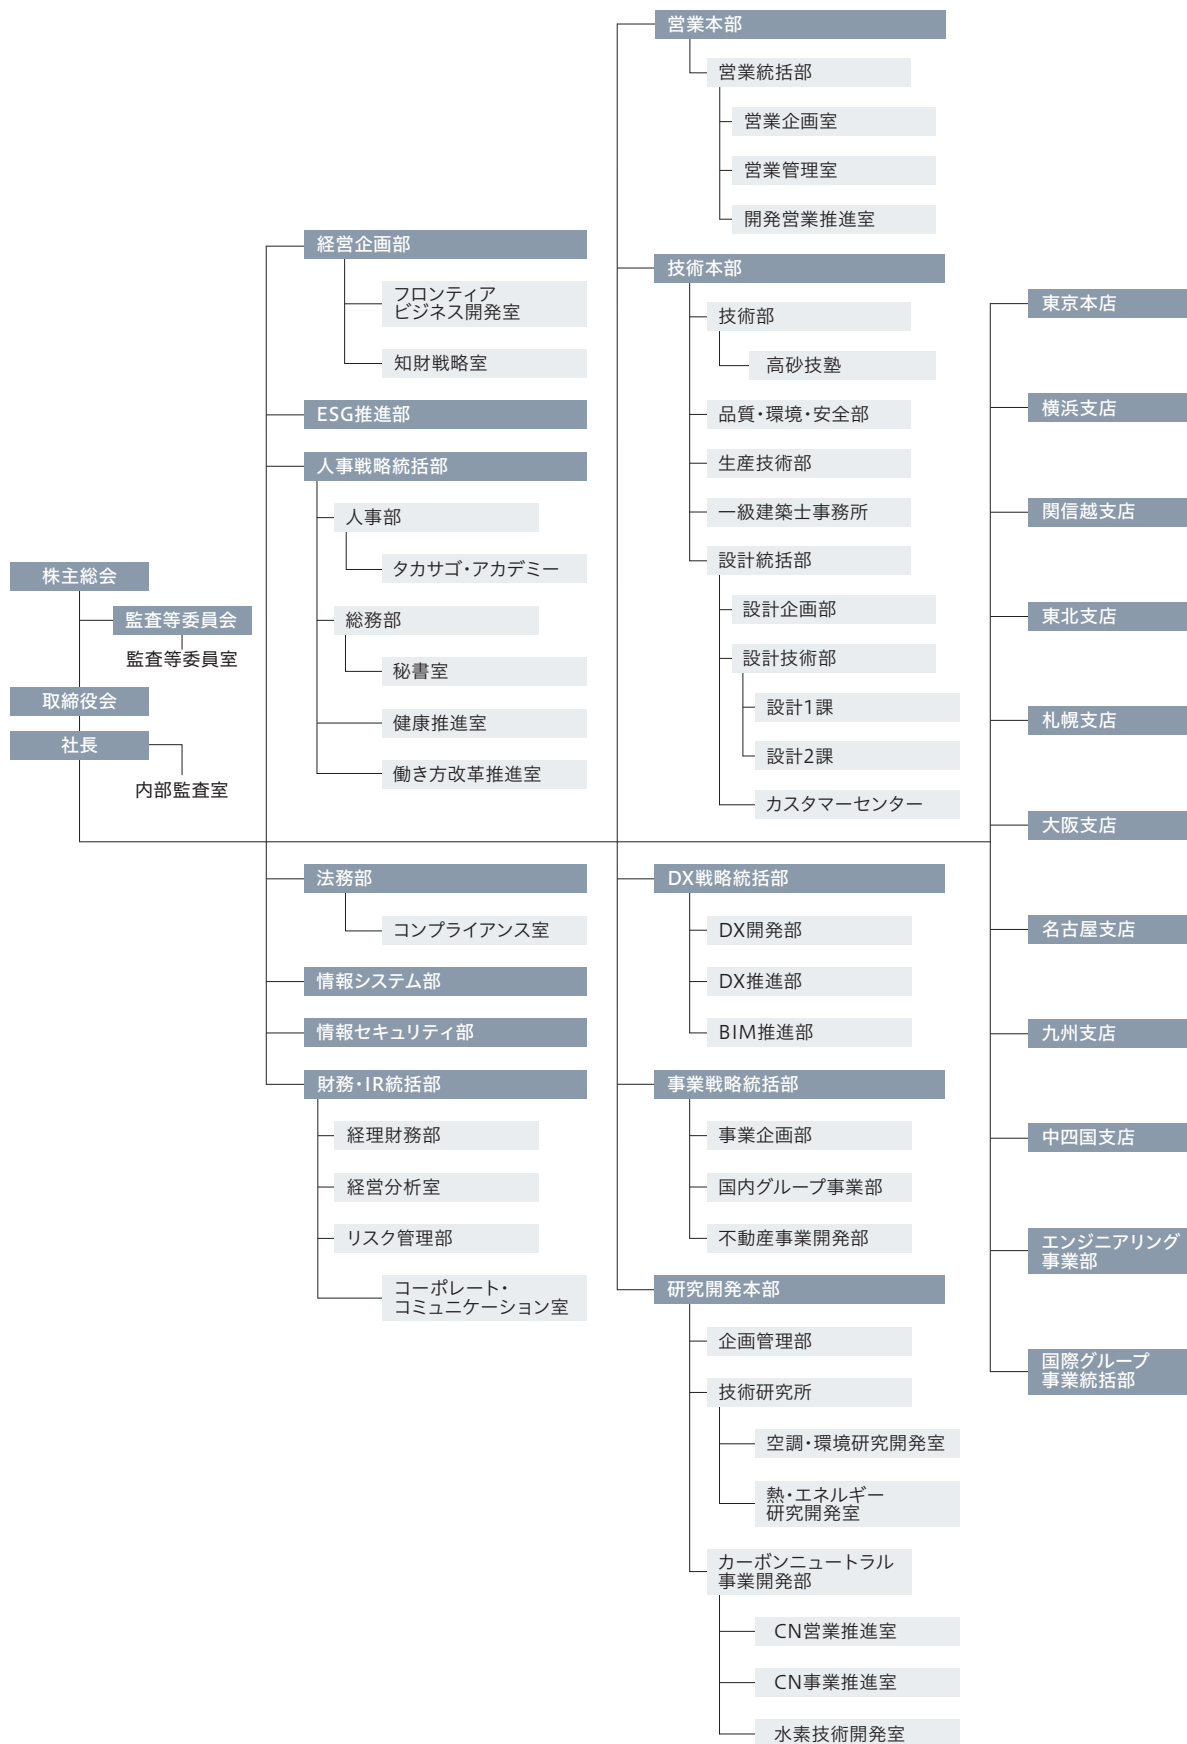 株主総会
監査等委員会
監査等委員室
取締役会
社長
内部監査室
経営企画部
フロンティア
ビジネス開発室
知財戦略室
ESG推進部
人事戦略統括部
人事部
タカサゴ・アカデミー
総務部
秘書室
健康推進室
働き方改革推進室
法務部
コンプライアンス室
情報システム部
情報セキュリティ部
財務・IR統括部
経理財務部
経営分析室
リスク管理部
コーポレート・
コミュニケーション室
営業本部
営業統括部
営業企画室
営業管理室
開発営業推進室
技術本部
技術部
高砂技塾
品質・環境・安全部
生産技術部
一級建築士事務所
設計統括部
設計企画部
設計技術部
設計1課
設計2課
カスタマーセンター
DX戦略統括部
DX開発部
DX推進部
BIM推進部
事業戦略統括部
事業企画部
国内グループ事業部
不動産事業開発部
研究開発本部
企画管理部
技術研究所
空調・環境研究開発室
熱・エネルギー
研究開発室
カーボンニュートラル
事業開発部
CN営業推進室
CN事業推進室
水素技術開発室
東京本店
横浜支店
関信越支店
東北支店
札幌支店
大阪支店
名古屋支店
九州支店
中四国支店
エンジニアリング
事業部
国際グループ
事業統括部